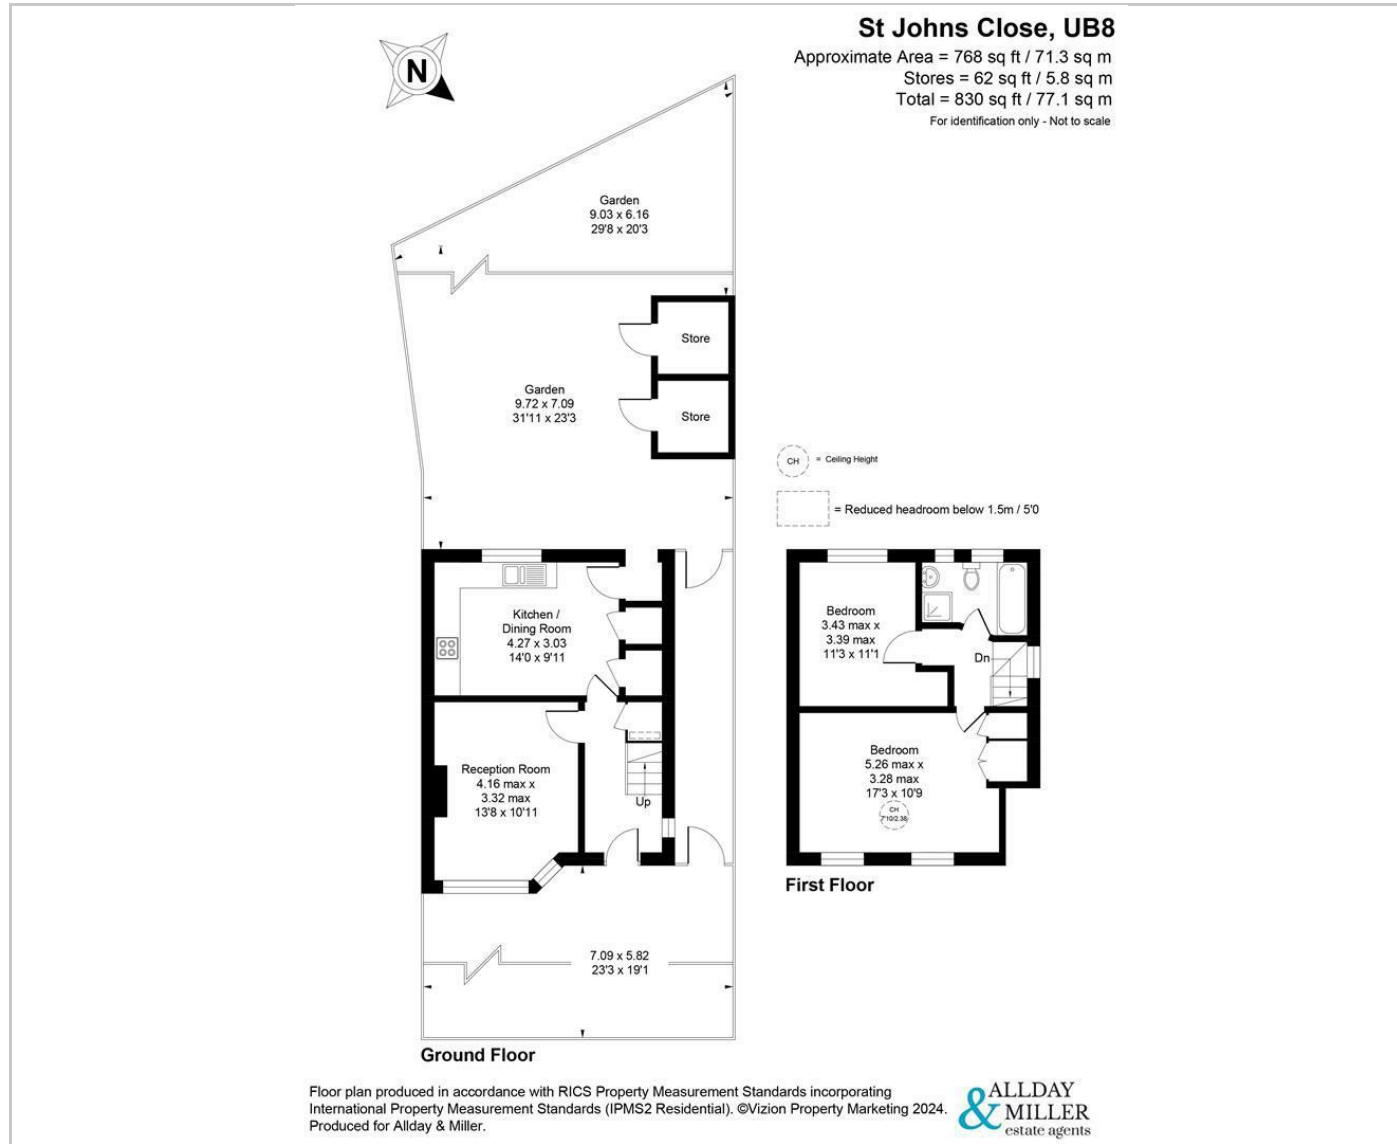 St Johns Close, UB8
Approximate Area = 768 sq ft / 71.3 sq m
Stores = 62 sq ft / 5.8 sq m
Total = 830 sq ft / 77.1 sq m
For identification only - Not to scale
N
Garden
9.03 x 6.16
29'8 x 20'3
Store
Garden
9.72 x 7.09
31'11 x 23'3
Store
CH = Ceiling Height
= Reduced headroom below 1.5m / 5'0
Kitchen /
Dining Room
4.27 x 3.03
14'0 x 9'11
Reception Room
4.16 max x
3.32 max
13'8 x 10'11
Up
7.09 x 5.82
23'3 x 19'1
Ground Floor
Bedroom
3.43 max x
3.39 max
11'3 x 11'1
Dn
Bedroom
5.26 max x
3.28 max
17'3 x 10'9
CH
7'10/2.38
First Floor
Floor plan produced in accordance with RICS Property Measurement Standards incorporating
International Property Measurement Standards (IPMS2 Residential). ©Vizion Property Marketing 2024.
Produced for Allday & Miller.
ALLDAY
& MILLER
estate agents